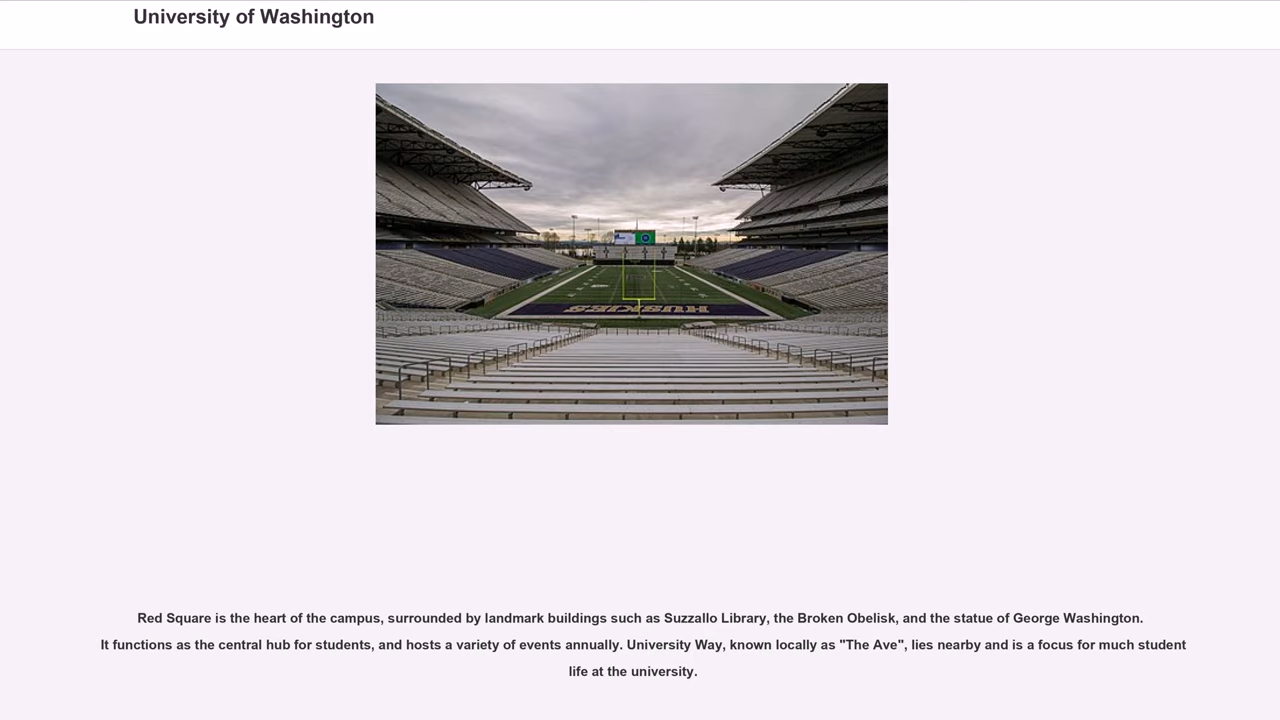 University of Washington
HUSKIES
Red Square is the heart of the campus, surrounded by landmark buildings such as Suzzallo Library, the Broken Obelisk, and the statue of George Washington.
It functions as the central hub for students, and hosts a variety of events annually. University Way, known locally as "The Ave", lies nearby and is a focus for much student
life at the university.